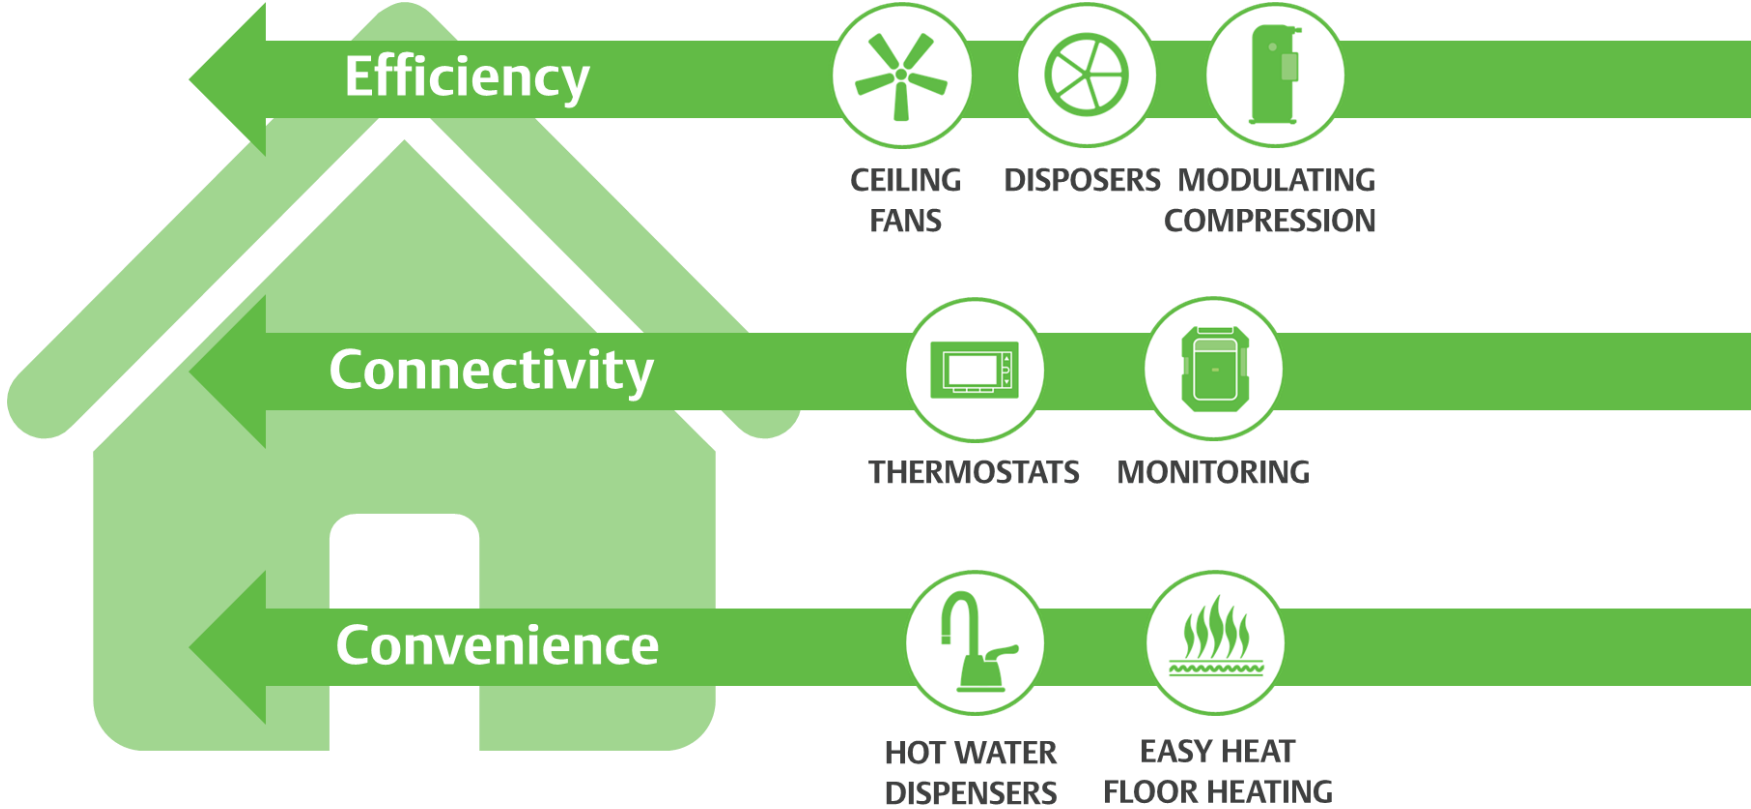 Efficiency
CEILING
FANS
DISPOSERS
MODULATING
COMPRESSION
Connectivity
THERMOSTATS
MONITORING
Convenience
HOT WATER
DISPENSERS
EASY HEAT
FLOOR HEATING